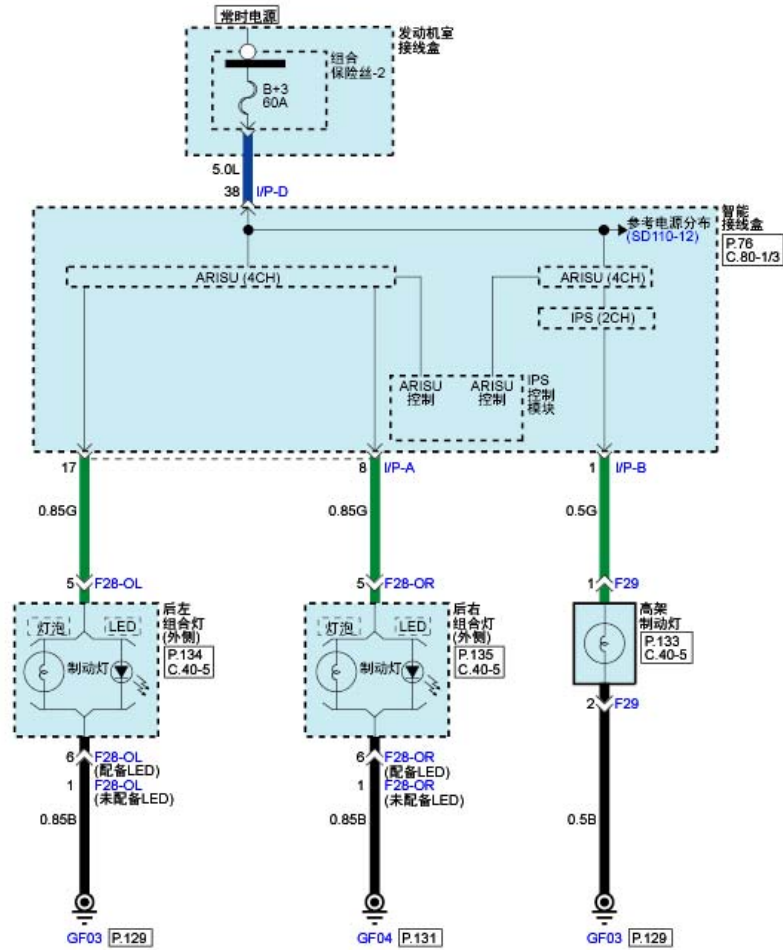 常时电源
发动机室
接线盒
组合
保险丝-2
B+3
60A
5.0L
38 I/P-D
智能
接线盒
P.76
C.80-1/3
参考电源分布
(SD110-12)
ARISU (4CH)
ARISU (4CH)
IPS (2CH)
ARISU
控制
ARISU
控制
IPS
控制
模块
17
8 I/P-A
1 I/P-B
0.85G
0.85G
0.5G
5 F28-OL
5 F28-OR
1 F29
后左
组合灯
(外侧)
P.134
C.40-5
灯泡
LED
制动灯
后右
组合灯
(外侧)
P.135
C.40-5
灯泡
LED
制动灯
高架
制动灯
P.133
C.40-5
2 F29
6 F28-OL
(配备LED)
1 F28-OL
(未配备LED)
6 F28-OR
(配备LED)
1 F28-OR
(未配备LED)
0.85B
0.85B
0.5B
GF03 P.129
GF04 P.131
GF03 P.129